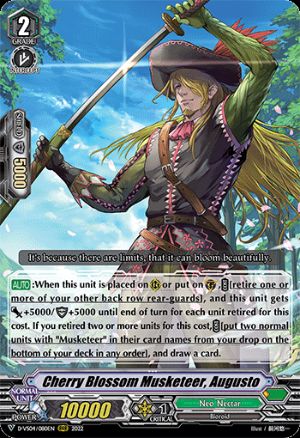 2
GRADE
INTERCEPT
SHIELD
5000
It's because there are limits, that it can bloom beautifully.
AUTO :When this unit is placed on or put on , [retire one or
more of your other back row rear-guards], and this unit gets
+5000/ +5000 until end of turn for each unit retired for this
cost. If you retired two or more units for this cost, [put two normal
units with "Musketeer" in their card names from your drop on the
bottom of your deck in any order], and draw a card.
NORMAL
UNIT
Cherry Blossom Musketeer, Augusto
POWER
10000
1
CRITICAL
Neo Nectar
Bioroid
D-VS04/080EN RRR 2022